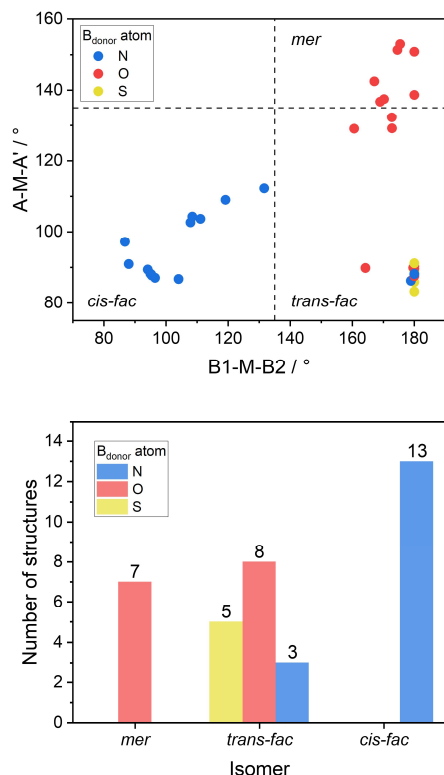 160
140
120
100
80
A-M-A' / °
B_donor atom
N
O
S
mer
cis-fac
trans-fac
80 100 120 140 160 180
B1-M-B2 / °
14
12
10
8
6
4
2
0
Number of structures
B_donor atom
N
O
S
7
5
8
3
13
mer trans-fac cis-fac
Isomer